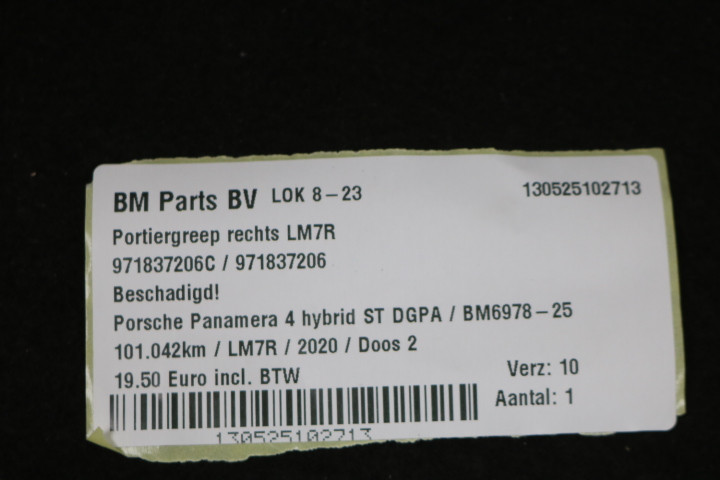 BM Parts BV LOK 8-23 130525102713
Portiergreep rechts LM7R
971837206C / 971837206
Beschadigd!
Porsche Panamera 4 hybrid ST DGPA / BM6978-25
101.042km / LM7R / 2020 / Doos 2
19.50 Euro incl. BTW Verz: 10
Aantal: 1
130525102713